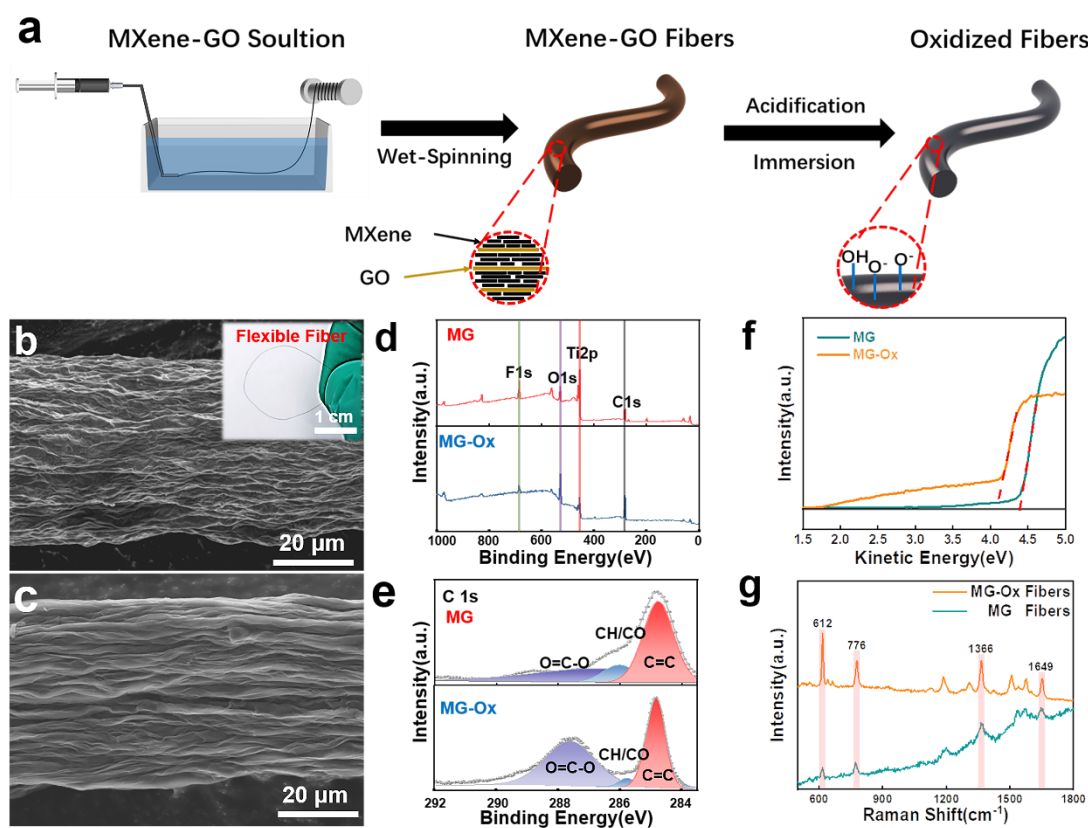 a
MXene-GO Soultion
MXene-GO Fibers
Oxidized Fibers
Wet-Spinning
Acidification
Immersion
MXene
GO
OH
O-
O-
b
Flexible Fiber
1 cm
20 μm
c
20 μm
d
MG
F1s
O1s
Ti2p
C1s
MG-Ox
Intensity(a.u.)
1000 800 600 400 200 0
Binding Energy(eV)
e
C 1s
MG
O=C-O
CH/CO
C=C
MG-Ox
O=C-O
CH/CO
C=C
Intensity(a.u.)
292 290 288 286 284
Binding Energy(eV)
f
MG
MG-Ox
Intensity(a.u.)
1.5 2.0 2.5 3.0 3.5 4.0 4.5 5.0
Kinetic Energy(eV)
g
MG-Ox Fibers
MG Fibers
612
776
1366
1649
Intensity(a.u.)
600 900 1200 1500 1800
Raman Shift(cm-1)